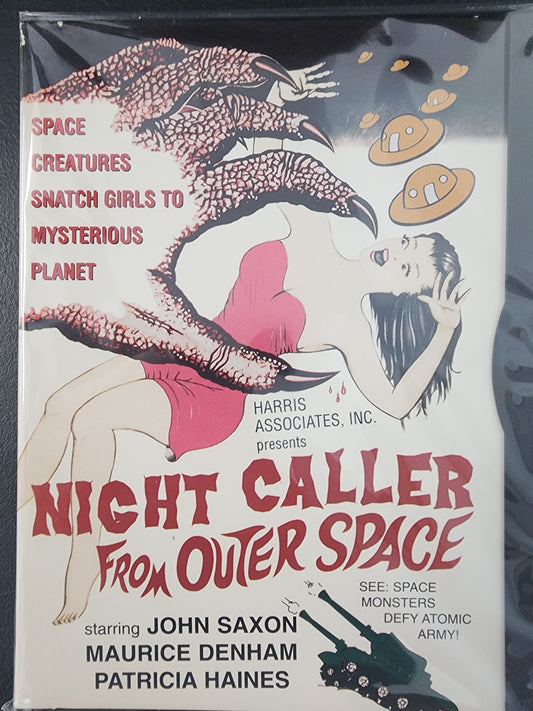 SPACE
CREATURES
SNATCH GIRLS TO
MYSTERIOUS
PLANET
HARRIS
ASSOCIATES, INC.
presents
NIGHT CALLER
FROM OUTER SPACE
SEE: SPACE
MONSTERS
DEFY ATOMIC
ARMY!
starring JOHN SAXON
MAURICE DENHAM
PATRICIA HAINES